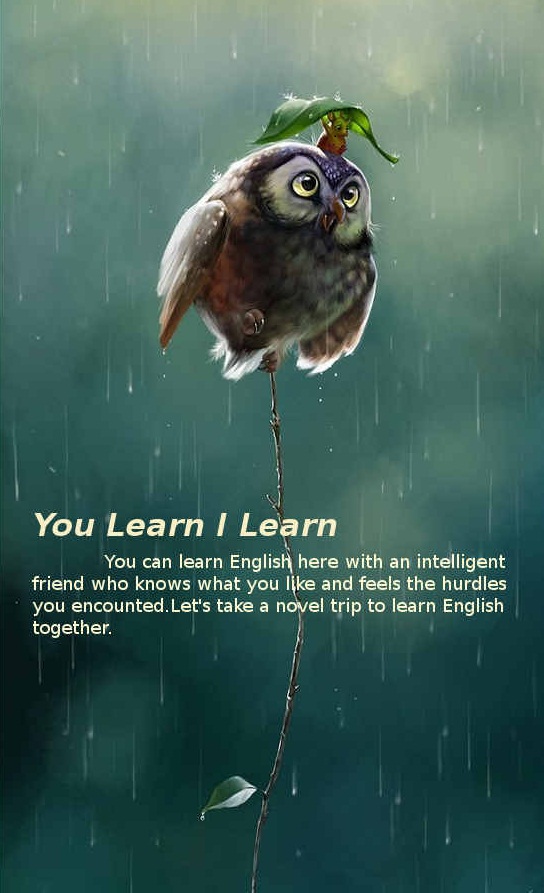 You Learn I Learn
You can learn English here with an intelligent
friend who knows what you like and feels the hurdles
you encounted.Let's take a novel trip to learn English
together.